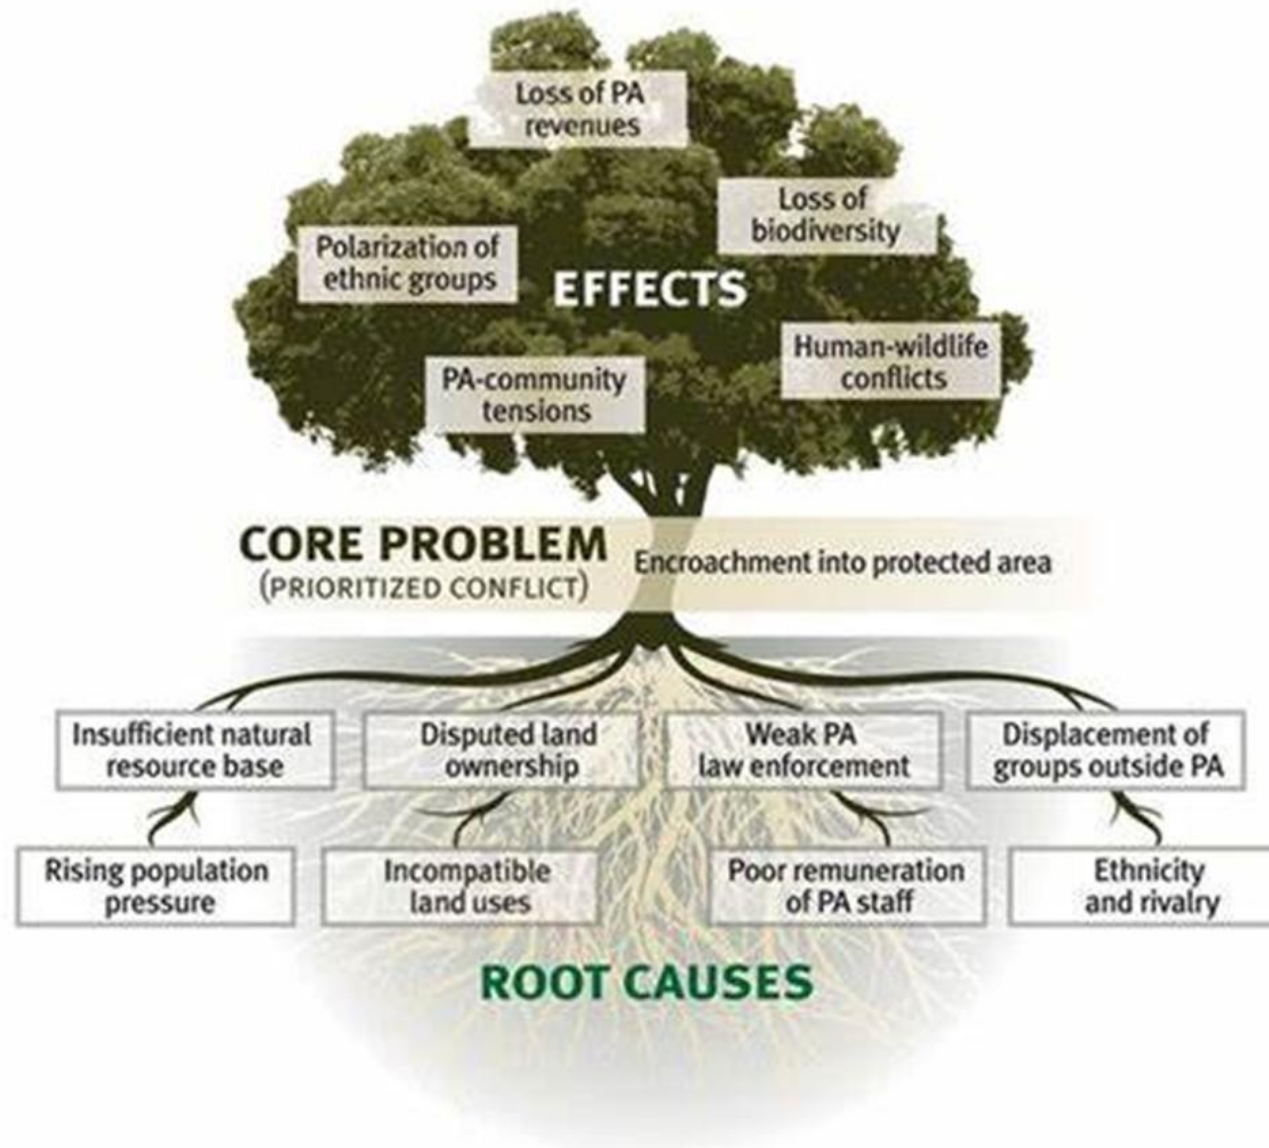 Loss of PA
revenues
Loss of
biodiversity
Polarization of
ethnic groups
EFFECTS
Human-wildlife
conflicts
PA-community
tensions
CORE PROBLEM
(PRIORITIZED CONFLICT)
Encroachment into protected area
Insufficient natural
resource base
Disputed land
ownership
Weak PA
law enforcement
Displacement of
groups outside PA
Rising population
pressure
Incompatible
land uses
Poor remuneration
of PA staff
Ethnicity
and rivalry
ROOT CAUSES